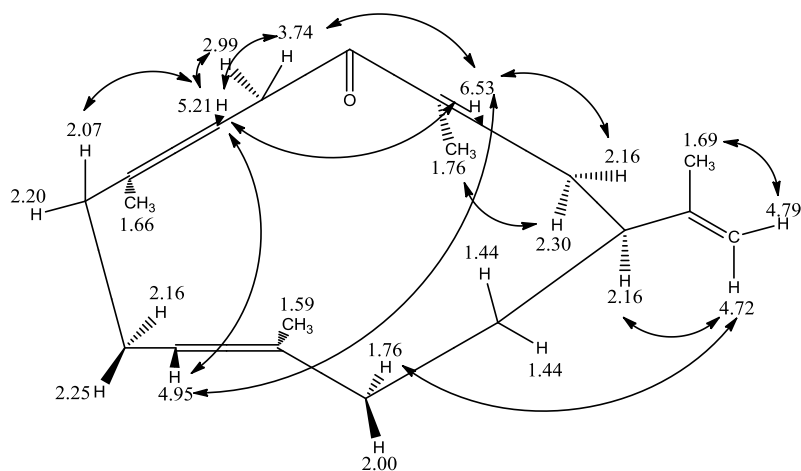 2.99 3.74
H H
5.21 H
O
6.53
H
2.07
H
CH3
1.76
2.16
H
1.69
CH3
2.20
H
CH3
1.66
H
2.30
4.79
H
C
H
4.72
1.44
H
H
2.16
2.16
H
1.59
CH3
1.76
H
H
1.44
2.25 H
H
4.95
H
2.00